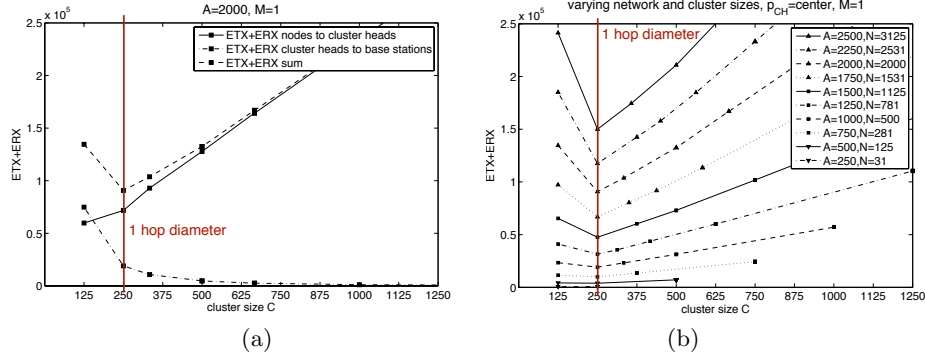 A=2000, M=1
x 10^5
2.5
2
1.5
1
0.5
0
ETX+ERX
ETX+ERX nodes to cluster heads
ETX+ERX cluster heads to base stations
ETX+ERX sum
1 hop diameter
125 250 375 500 625 750 875 1000 1125 1250
cluster size C
(a)
varying network and cluster sizes, p_CH=center, M=1
x 10^5
2.5
2
1.5
1
0.5
0
ETX+ERX
1 hop diameter
A=2500,N=3125
A=2250,N=2531
A=2000,N=2000
A=1750,N=1531
A=1500,N=1125
A=1250,N=781
A=1000,N=500
A=750,N=281
A=500,N=125
A=250,N=31
125 250 375 500 625 750 875 1000 1125 1250
cluster size C
(b)